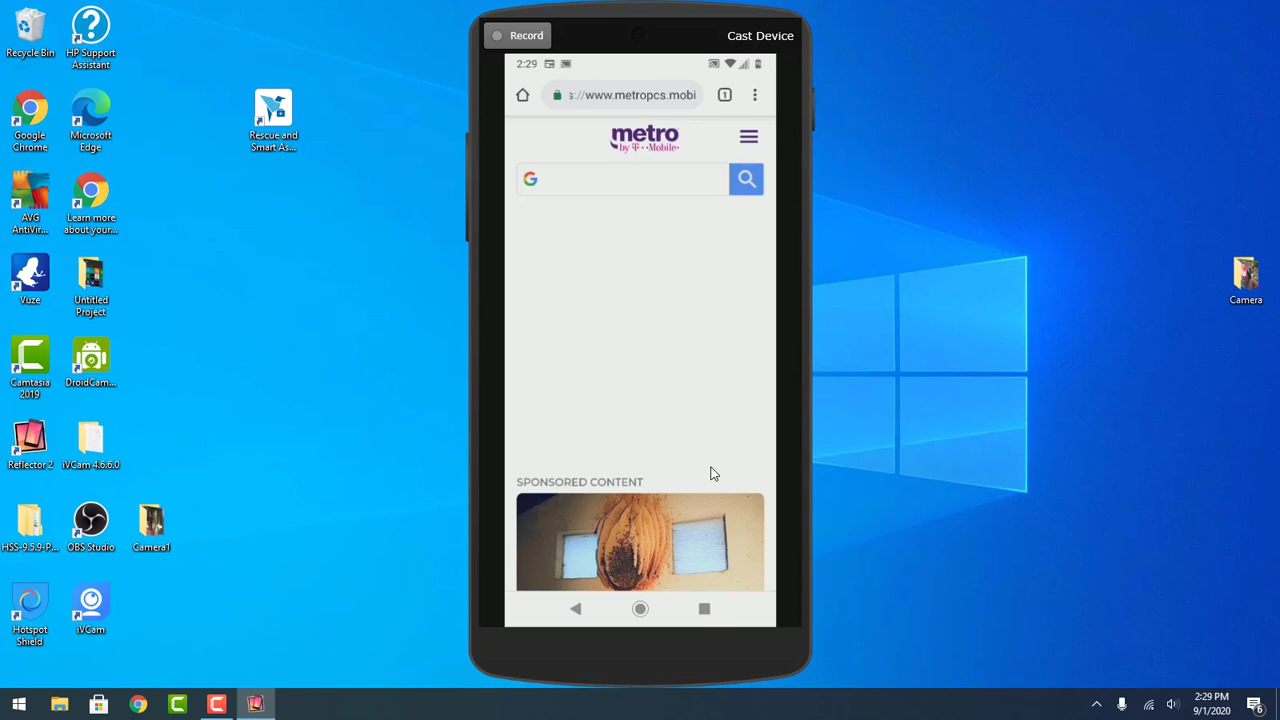 Recycle Bin
HP Support
Assistant
Google
Chrome
Microsoft
Edge
Rescue and
Smart As...
AVG
AntiVir...
Learn more
about your...
Vuze
Untitled
Project
Camtasia
2019
DroidCam...
Reflector 2
iVCam 4.6.6.0
HSS-9.5.9-P...
OBS Studio
Camera1
Hotspot
Shield
iVCam
Record
Cast Device
2:29
s://www.metropcs.mobi
1
metro
by T-Mobile
SPONSORED CONTENT
Camera
2:29 PM
9/1/2020
6